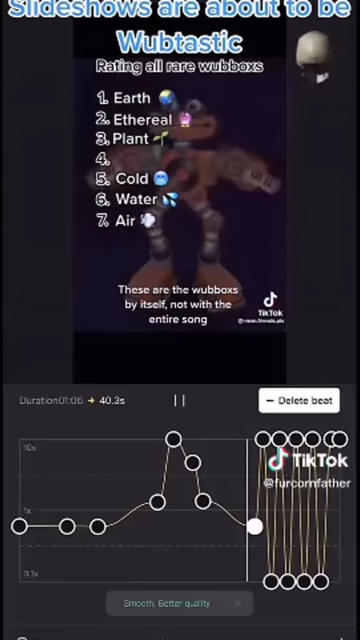 Slideshows are about to be
Wubtastic
Rating all rare wubboxs
1. Earth 🌍
2. Ethereal 🔮
3. Plant 🌱
4.
5. Cold 🥶
6. Water 💦
7. Air 💨
These are the wubboxs
by itself, not with the
entire song
TikTok
Duration01:06 → 40.3s
− Delete beat
10x
TikTok
@furcornfather
1x
0.1x
Smooth, Better quality ×